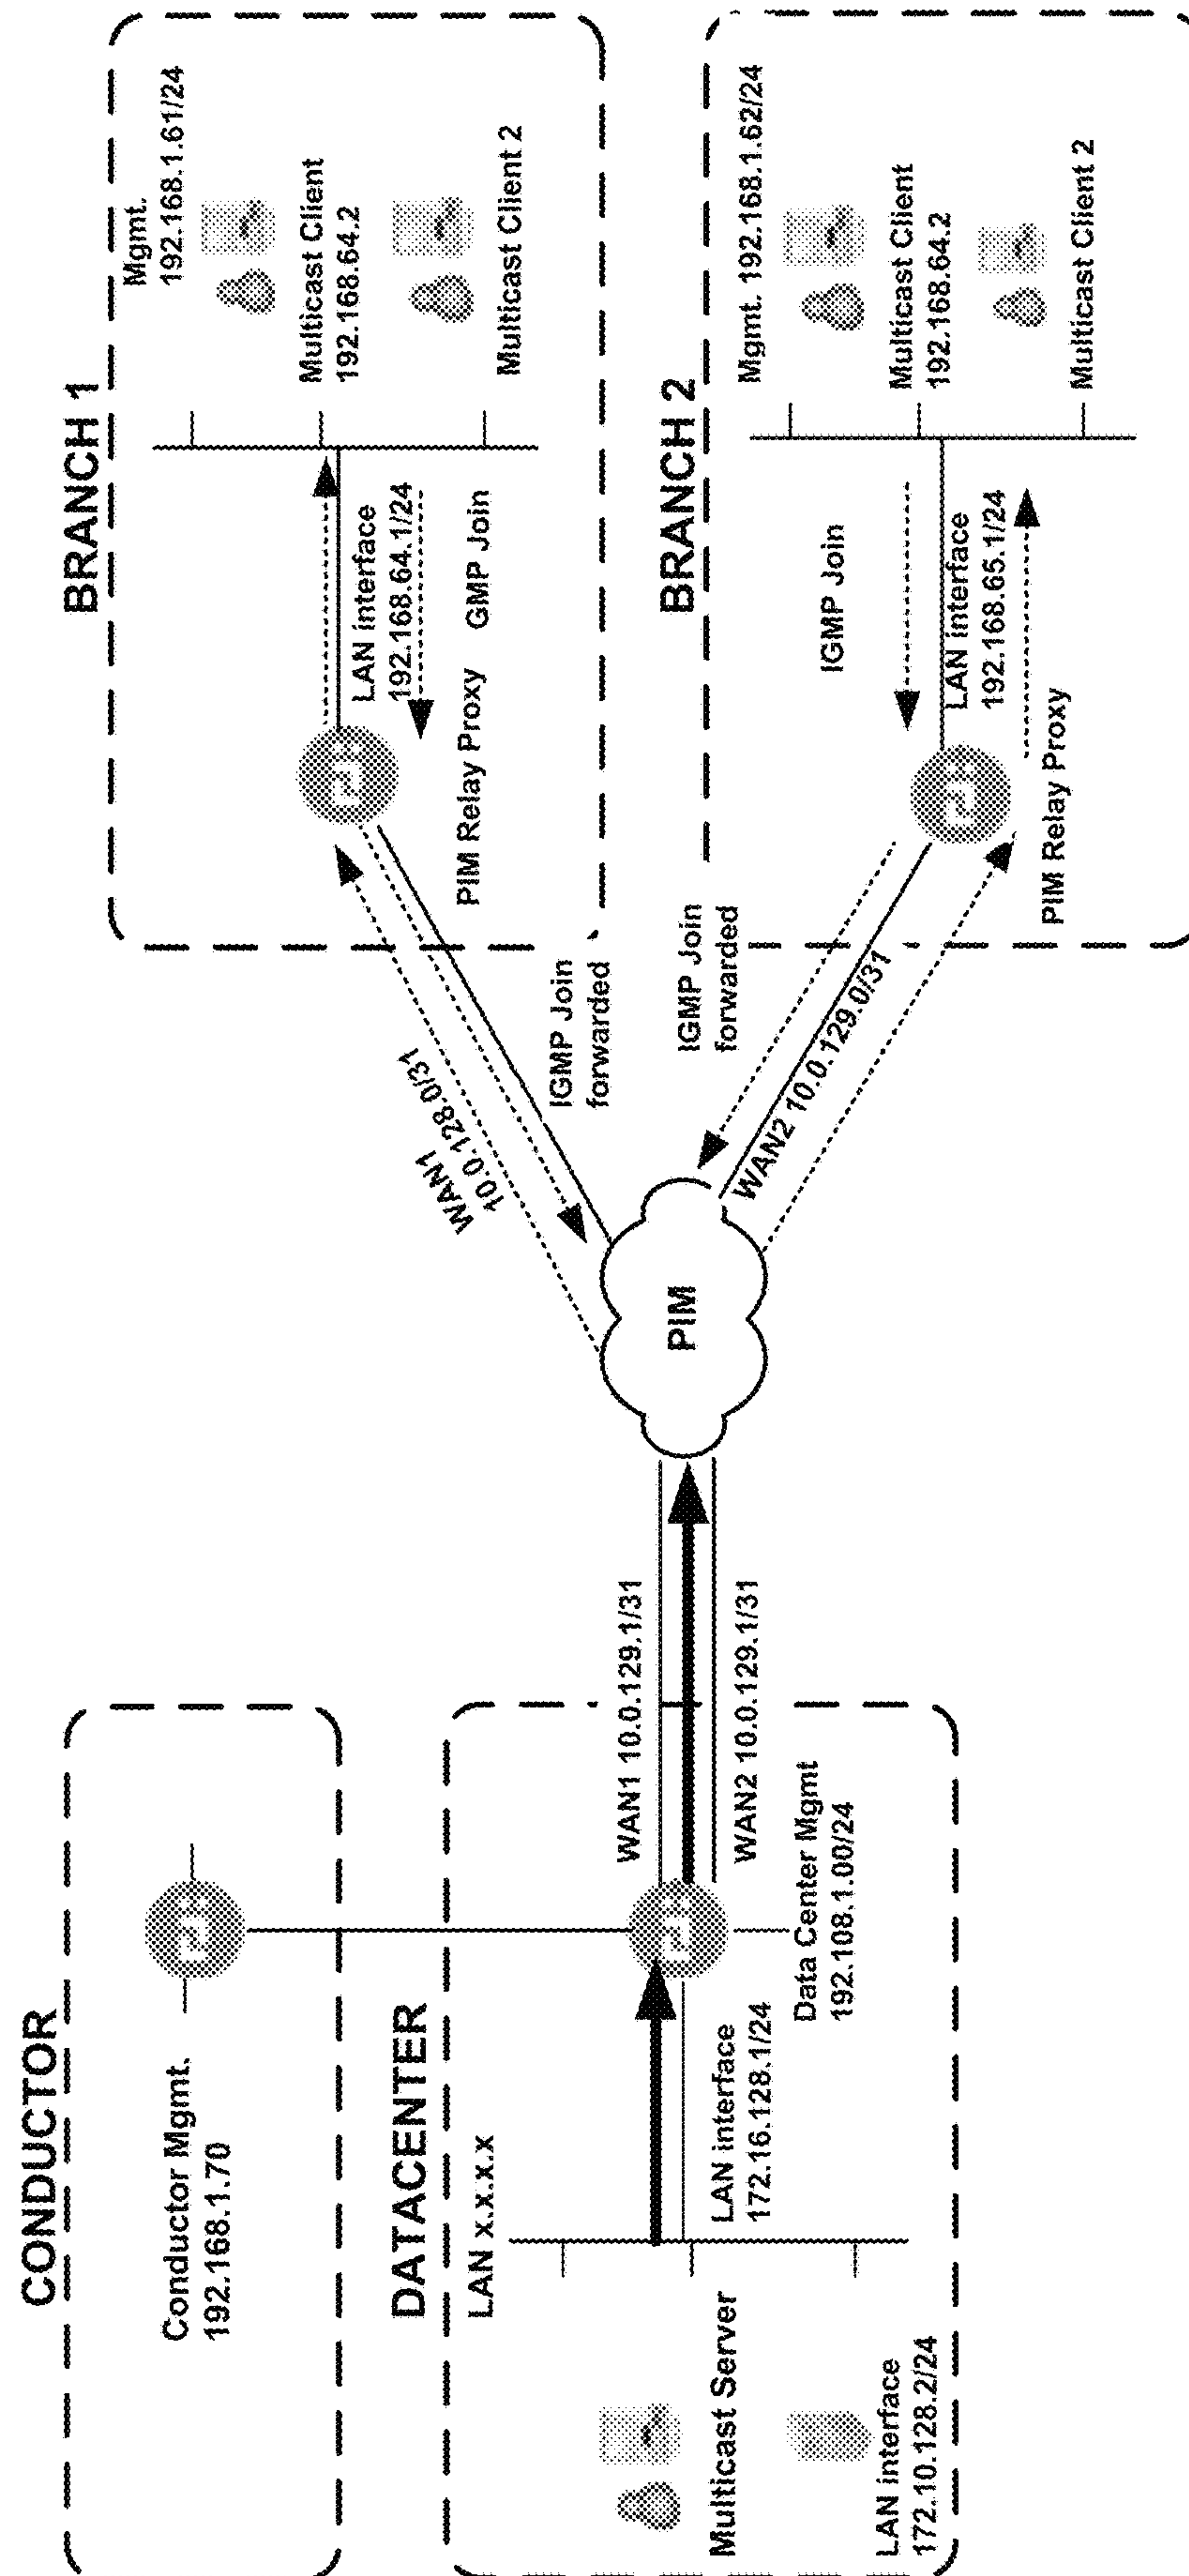 CONDUCTOR
Conductor Mgmt.
192.168.1.70
DATACENTER
LAN x.x.x.x
Multicast Server
LAN interface
172.10.128.2/24
LAN interface
172.16.128.1/24
Data Center Mgmt
192.108.1.00/24
WAN1 10.0.129.1/31
WAN2 10.0.129.1/31
PIM
WAN1
10.0.128.0/31
IGMP Join
forwarded
IGMP Join
forwarded
WAN2 10.0.129.0/31
BRANCH 1
Mgmt.
192.168.1.61/24
Multicast Client
192.168.64.2
Multicast Client 2
LAN interface
192.168.64.1/24
PIM Relay Proxy
GMP Join
BRANCH 2
Mgmt. 192.168.1.62/24
Multicast Client
192.168.64.2
Multicast Client 2
IGMP Join
LAN interface
192.168.65.1/24
PIM Relay Proxy